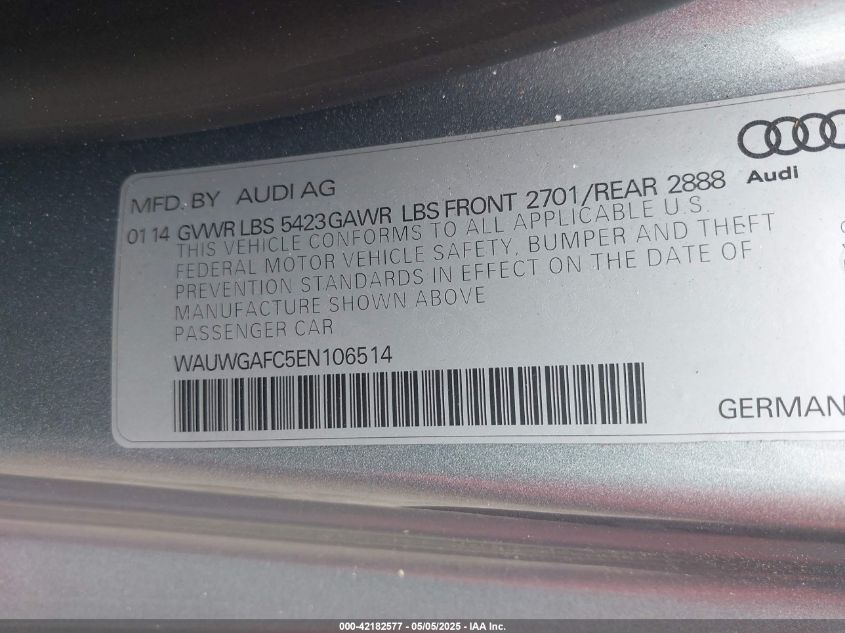 Audi
MFD. BY AUDI AG
01 14 GVWR LBS 5423 GAWR LBS FRONT 2701/REAR 2888
THIS VEHICLE CONFORMS TO ALL APPLICABLE U.S.
FEDERAL MOTOR VEHICLE SAFETY, BUMPER AND THEFT
PREVENTION STANDARDS IN EFFECT ON THE DATE OF
MANUFACTURE SHOWN ABOVE
PASSENGER CAR
WAUWGAFC5EN106514
GERMAN
000-42182577 - 05/05/2025 - IAA Inc.